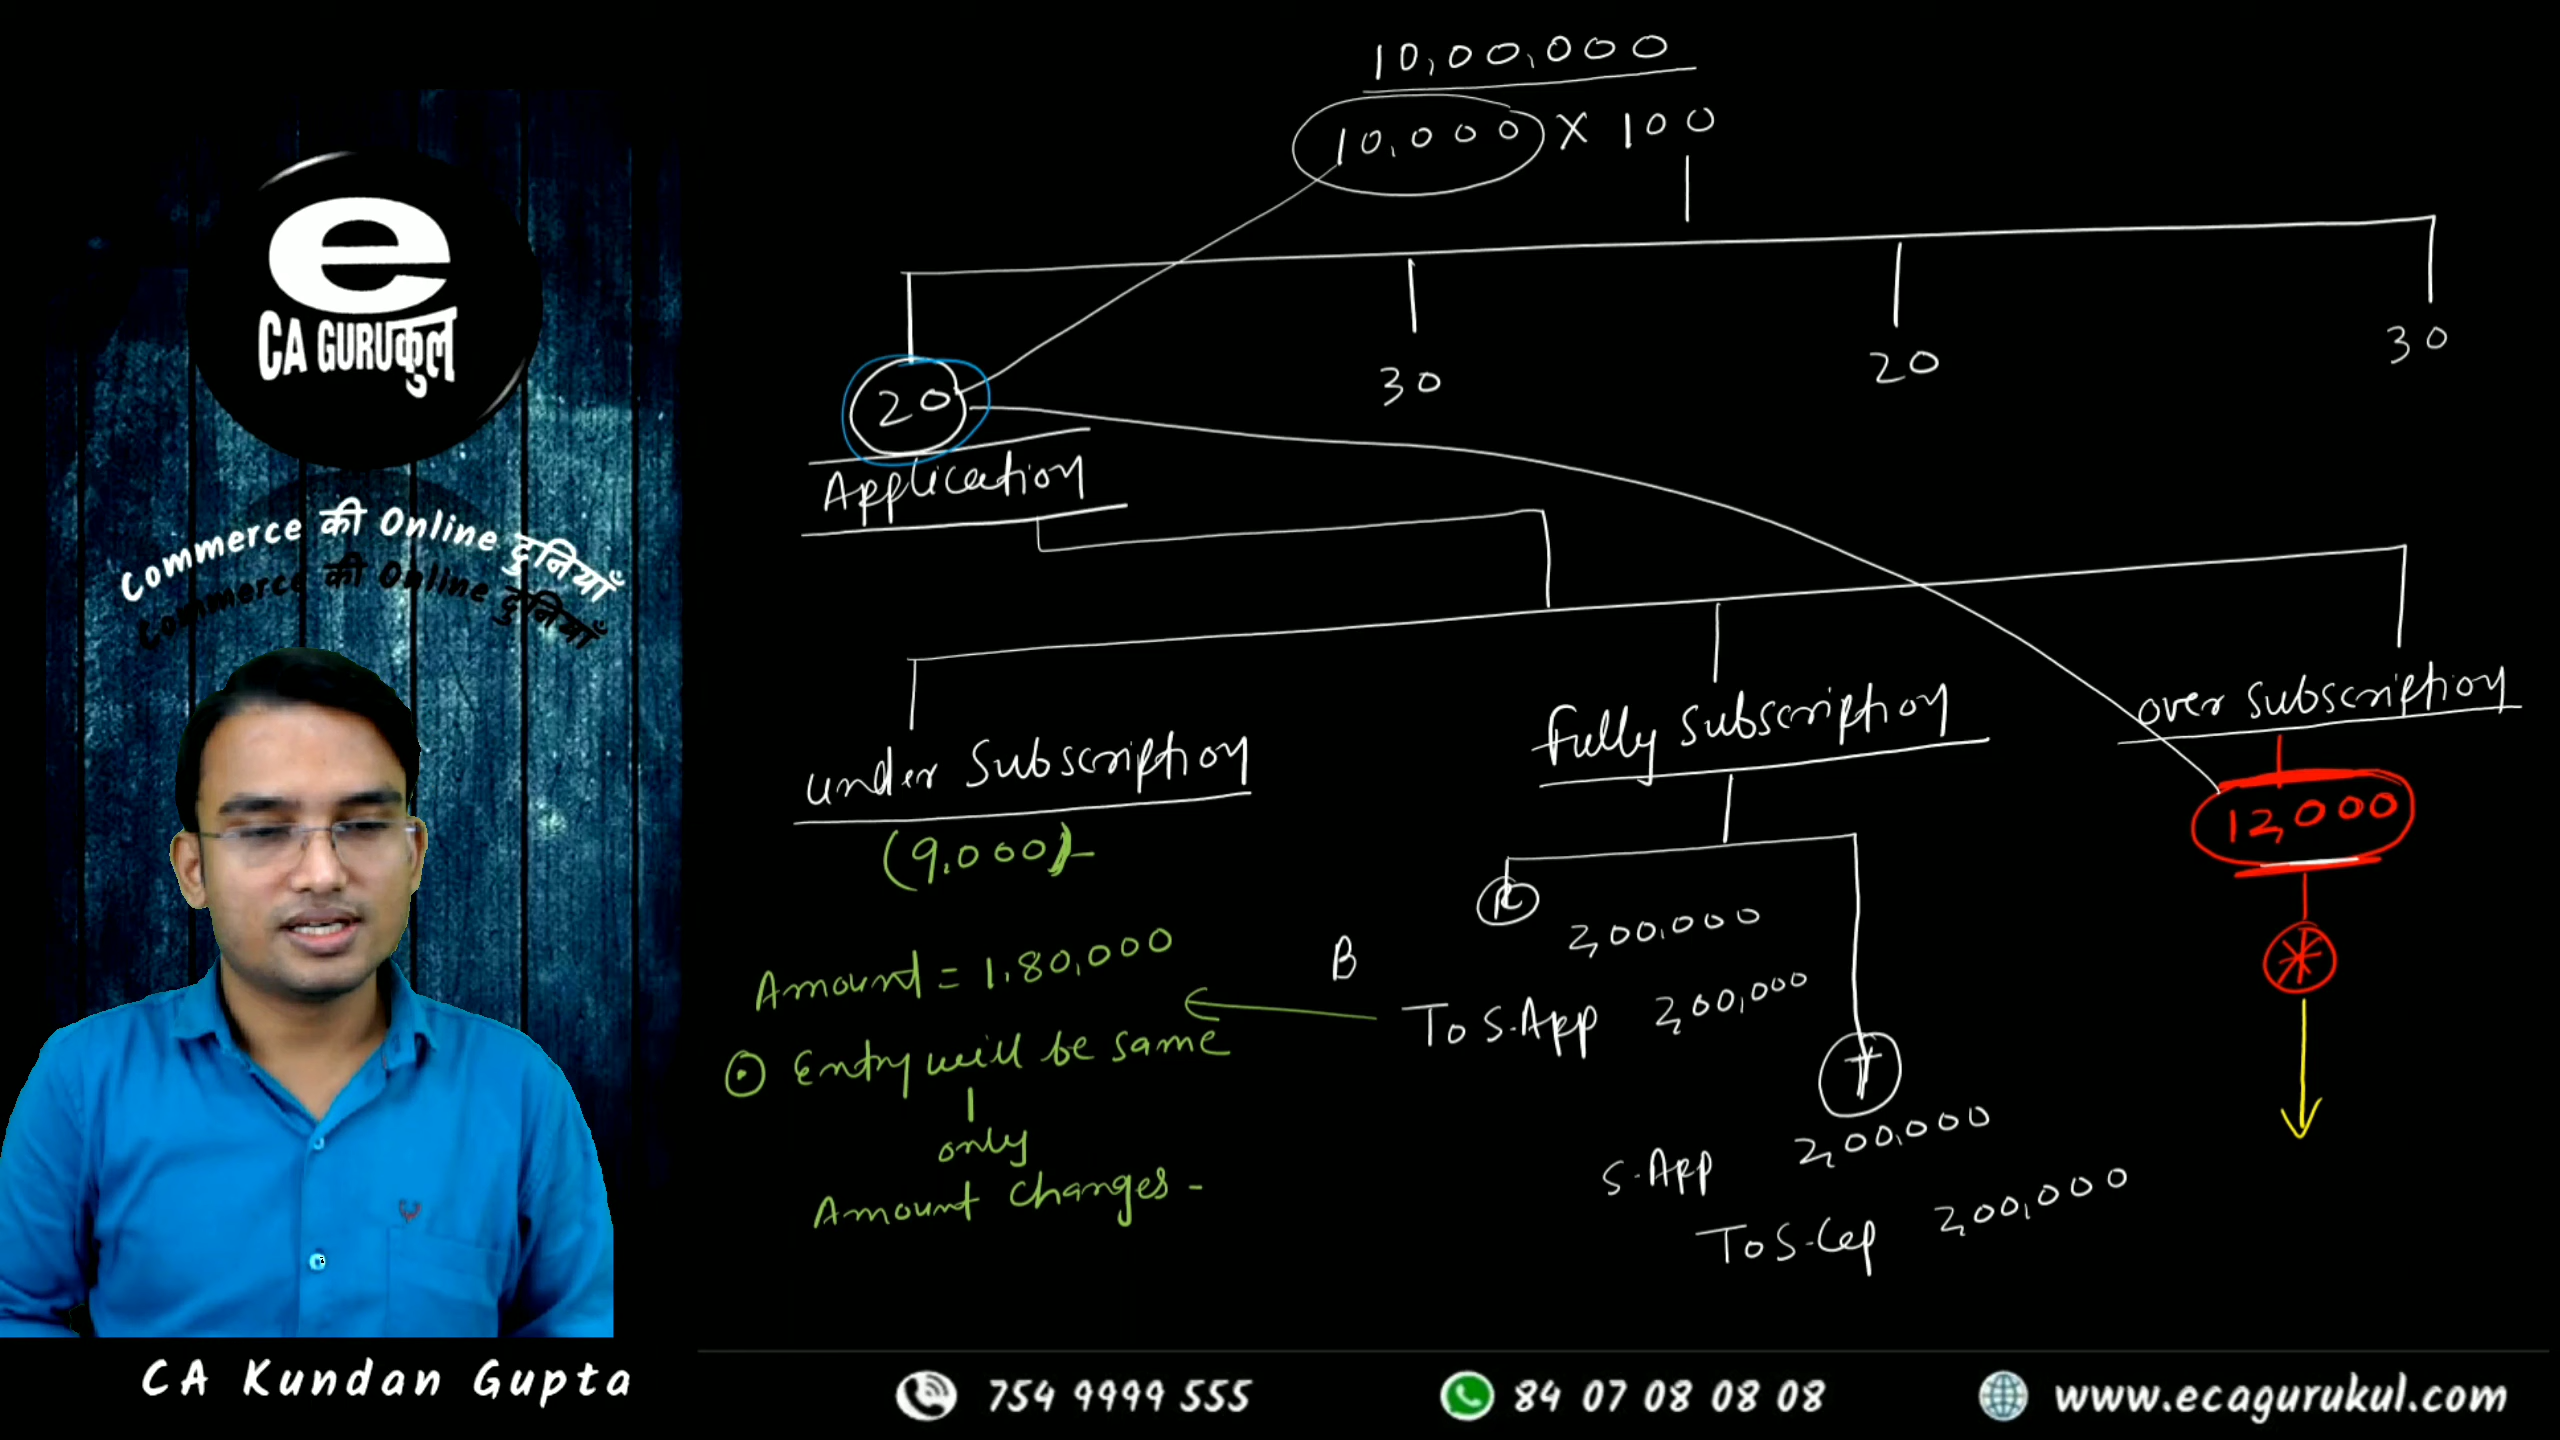 e
CA GURUकुल
Commerce की Online दुनियाँ
Commerce की Online दुनियाँ
10,00,000
10,000 X 100
20 30 20 30
Application
under Subscription
fully Subscription
over subscription
(9,000)
12,000
R
2,00,000
B
Amount = 1,80,000
To S.App 2,00,000
Entry will be same
only
Amount changes -
T
S.App 2,00,000
To S.Cap 2,00,000
CA Kundan Gupta
754 9999 555
84 07 08 08 08
www.ecagurukul.com